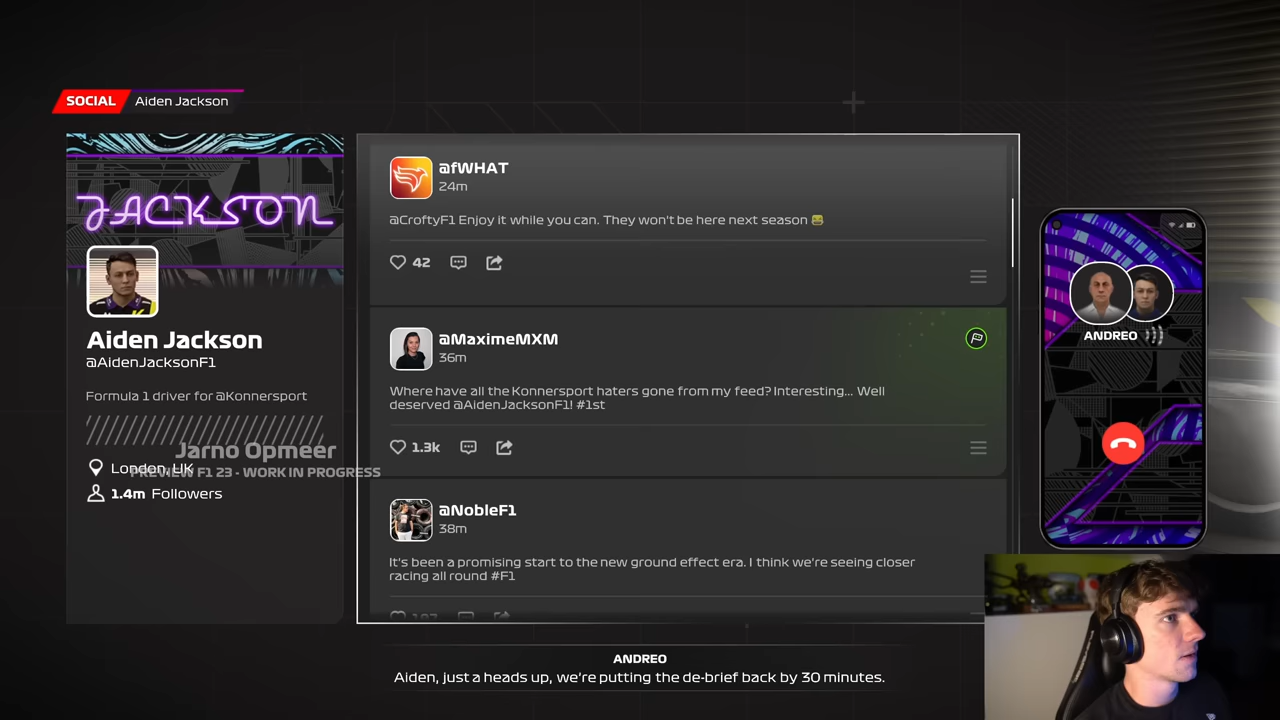 SOCIAL Aiden Jackson
JACKSON
Aiden Jackson
@AidenJacksonF1
Formula 1 driver for @Konnersport
Jarno Opmeer
London, UK
PREVIEW F1 23 - WORK IN PROGRESS
1.4m Followers
@fWHAT
24m
@CroftyF1 Enjoy it while you can. They won't be here next season
42
@MaximeMXM
36m
Where have all the Konnersport haters gone from my feed? Interesting... Well
deserved @AidenJacksonF1! #1st
1.3k
@NobleF1
38m
It's been a promising start to the new ground effect era. I think we're seeing closer
racing all round #F1
ANDREO
ANDREO
Aiden, just a heads up, we're putting the de-brief back by 30 minutes.